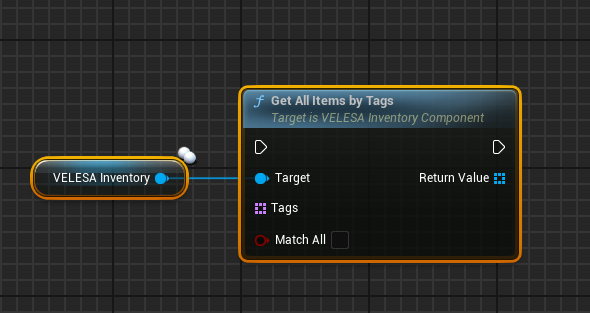 Get All Items by Tags
Target is VELESA Inventory Component
VELESA Inventory
Target
Return Value
Tags
Match All